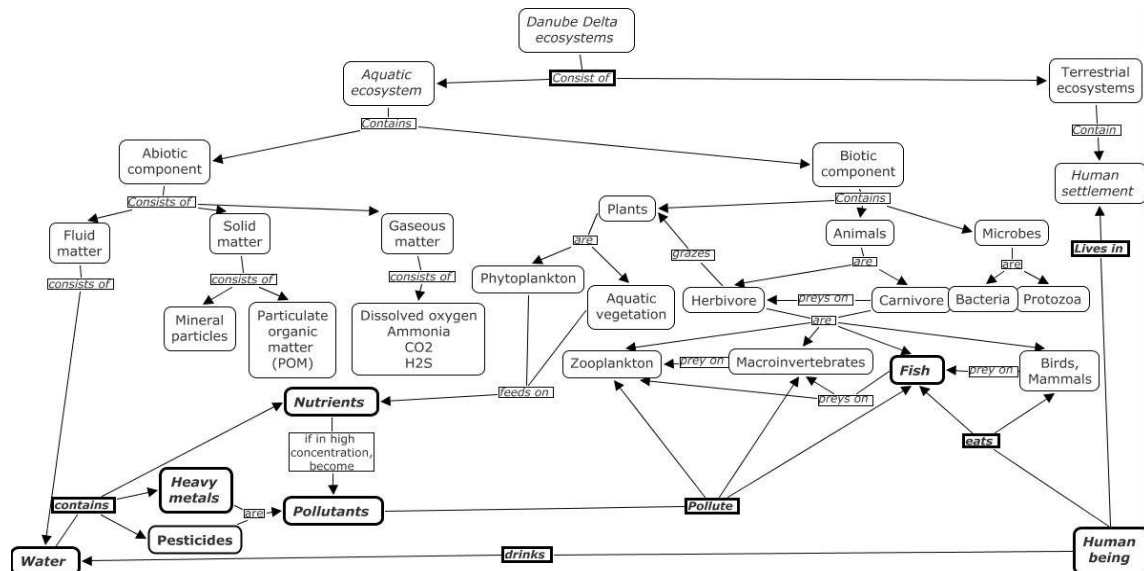 Danube Delta
ecosystems
Consist of
Aquatic
ecosystem
Terrestrial
ecosystems
Contains
Contain
Abiotic
component
Biotic
component
Human
settlement
Consists of
Contains
Plants
Fluid
matter
Solid
matter
Gaseous
matter
are
grazes
Animals
Microbes
Lives in
consists of
consists of
consists of
Phytoplankton
are
are
Aquatic
vegetation
Herbivore
preys on
Carnivore
Bacteria
Protozoa
Mineral
particles
Particulate
organic
matter
(POM)
Dissolved oxygen
Ammonia
CO2
H2S
are
Zooplankton
prey on
Macroinvertebrates
Fish
prey on
Birds,
Mammals
Nutrients
feeds on
preys on
if in high
concentration,
become
eats
Heavy
metals
contains
are
Pollutants
Pollute
Pesticides
Water
drinks
Human
being